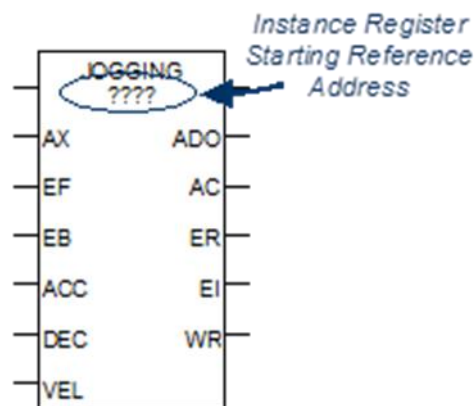 Instance Register
Starting Reference
Address
JOGGING
????
AX ADO
EF AC
EB ER
ACC EI
DEC WR
VEL